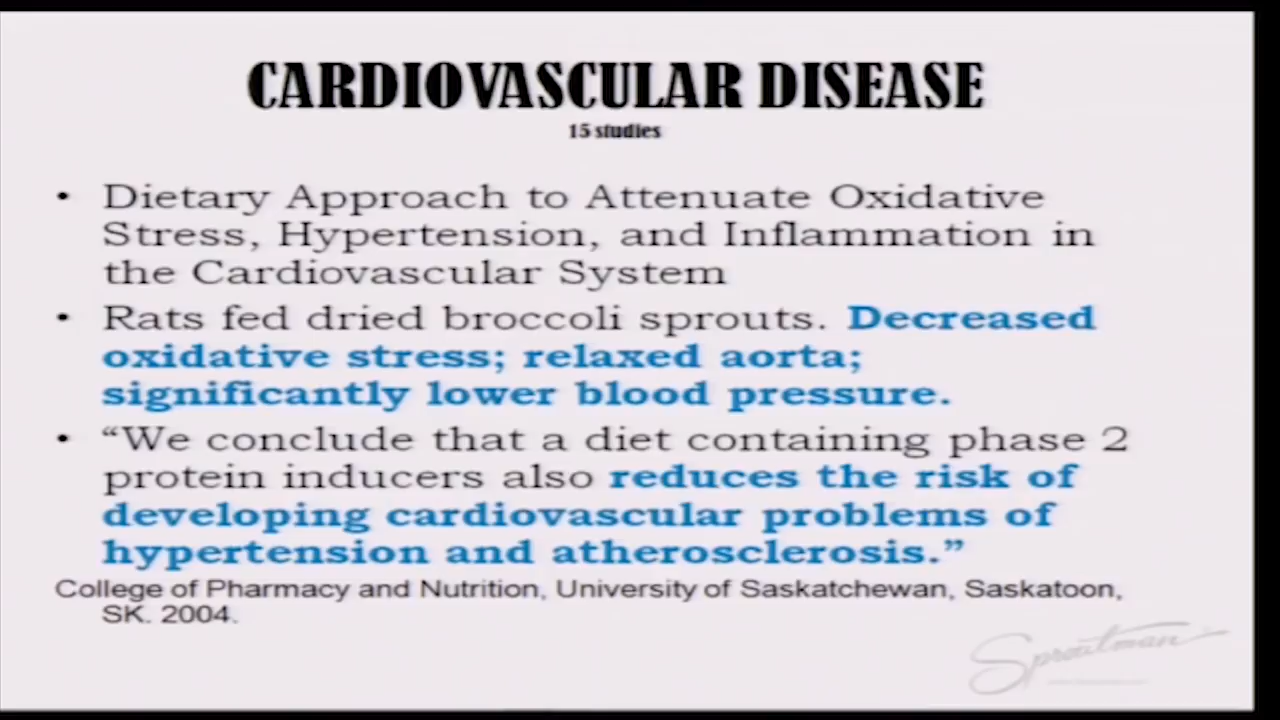 CARDIOVASCULAR DISEASE
15 studies
• Dietary Approach to Attenuate Oxidative
Stress, Hypertension, and Inflammation in
the Cardiovascular System
• Rats fed dried broccoli sprouts. Decreased
oxidative stress; relaxed aorta;
significantly lower blood pressure.
• “We conclude that a diet containing phase 2
protein inducers also reduces the risk of
developing cardiovascular problems of
hypertension and atherosclerosis.”
College of Pharmacy and Nutrition, University of Saskatchewan, Saskatoon,
SK. 2004.
Sproutman